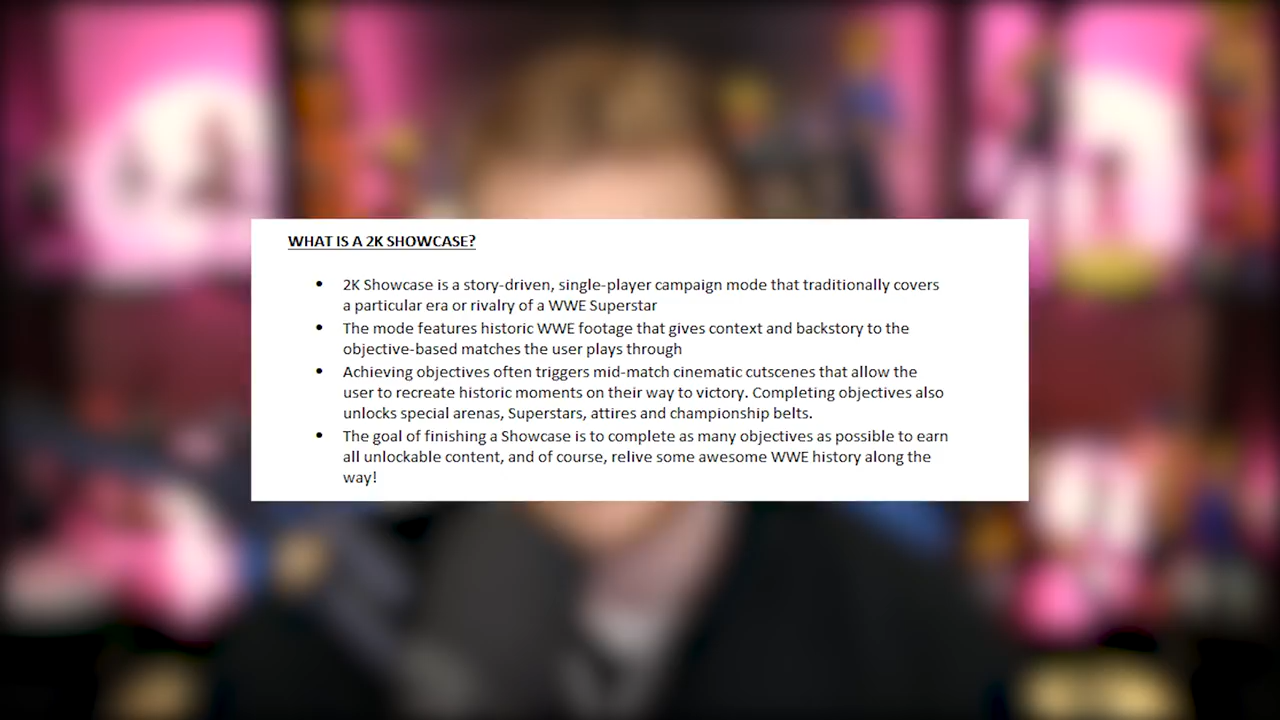 WHAT IS A 2K SHOWCASE?
• 2K Showcase is a story-driven, single-player campaign mode that traditionally covers
a particular era or rivalry of a WWE Superstar
• The mode features historic WWE footage that gives context and backstory to the
objective-based matches the user plays through
• Achieving objectives often triggers mid-match cinematic cutscenes that allow the
user to recreate historic moments on their way to victory. Completing objectives also
unlocks special arenas, Superstars, attires and championship belts.
• The goal of finishing a Showcase is to complete as many objectives as possible to earn
all unlockable content, and of course, relive some awesome WWE history along the
way!